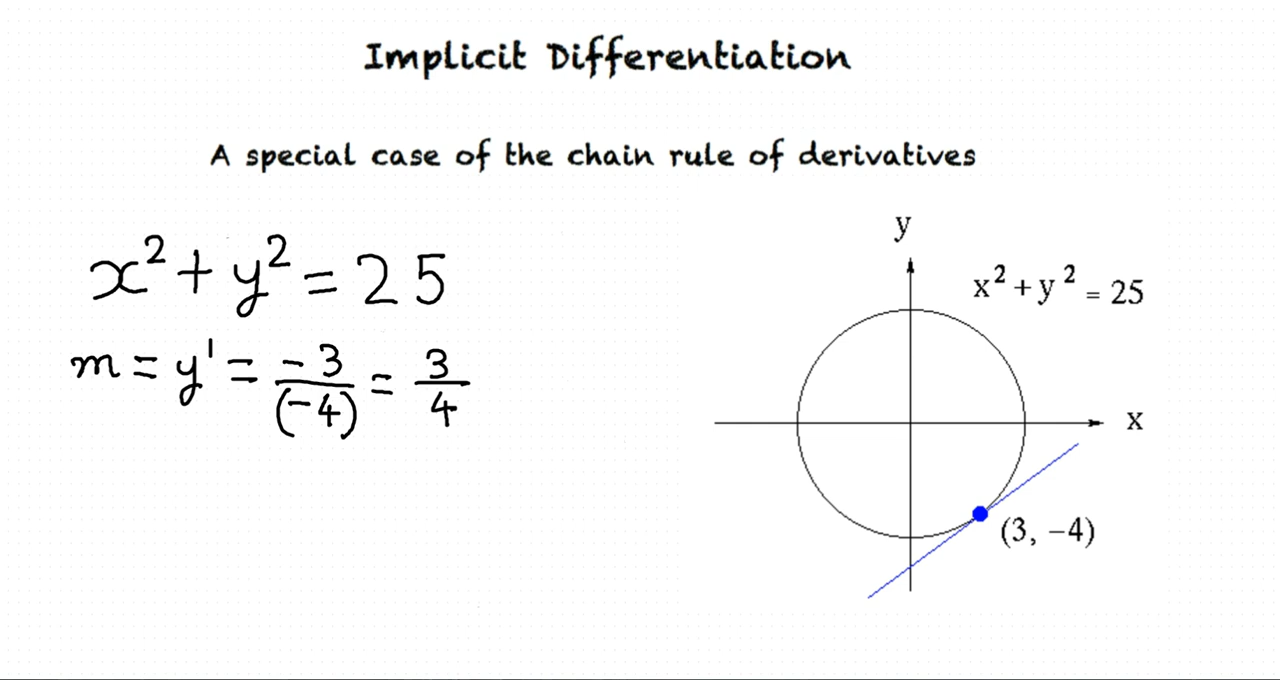 Implicit Differentiation
A special case of the chain rule of derivatives
x² + y² = 25
m = y' = -3/(-4) = 3/4
y
x² + y² = 25
x
(3, −4)